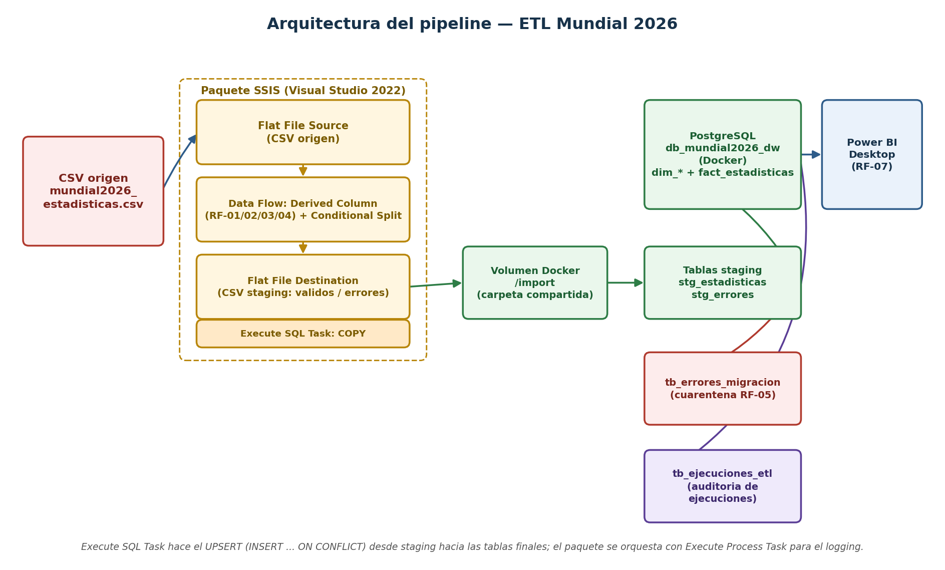 Arquitectura del pipeline — ETL Mundial 2026
CSV origen
mundial2026_
estadisticas.csv
Paquete SSIS (Visual Studio 2022)
Flat File Source
(CSV origen)
Data Flow: Derived Column
(RF-01/02/03/04) + Conditional Split
Flat File Destination
(CSV staging: validos / errores)
Execute SQL Task: COPY
Volumen Docker
/import
(carpeta compartida)
PostgreSQL
db_mundial2026_dw
(Docker)
dim_* + fact_estadisticas
Power BI
Desktop
(RF-07)
Tablas staging
stg_estadisticas
stg_errores
tb_errores_migracion
(cuarentena RF-05)
tb_ejecuciones_etl
(auditoria de
ejecuciones)
Execute SQL Task hace el UPSERT (INSERT ... ON CONFLICT) desde staging hacia las tablas finales; el paquete se orquesta con Execute Process Task para el logging.